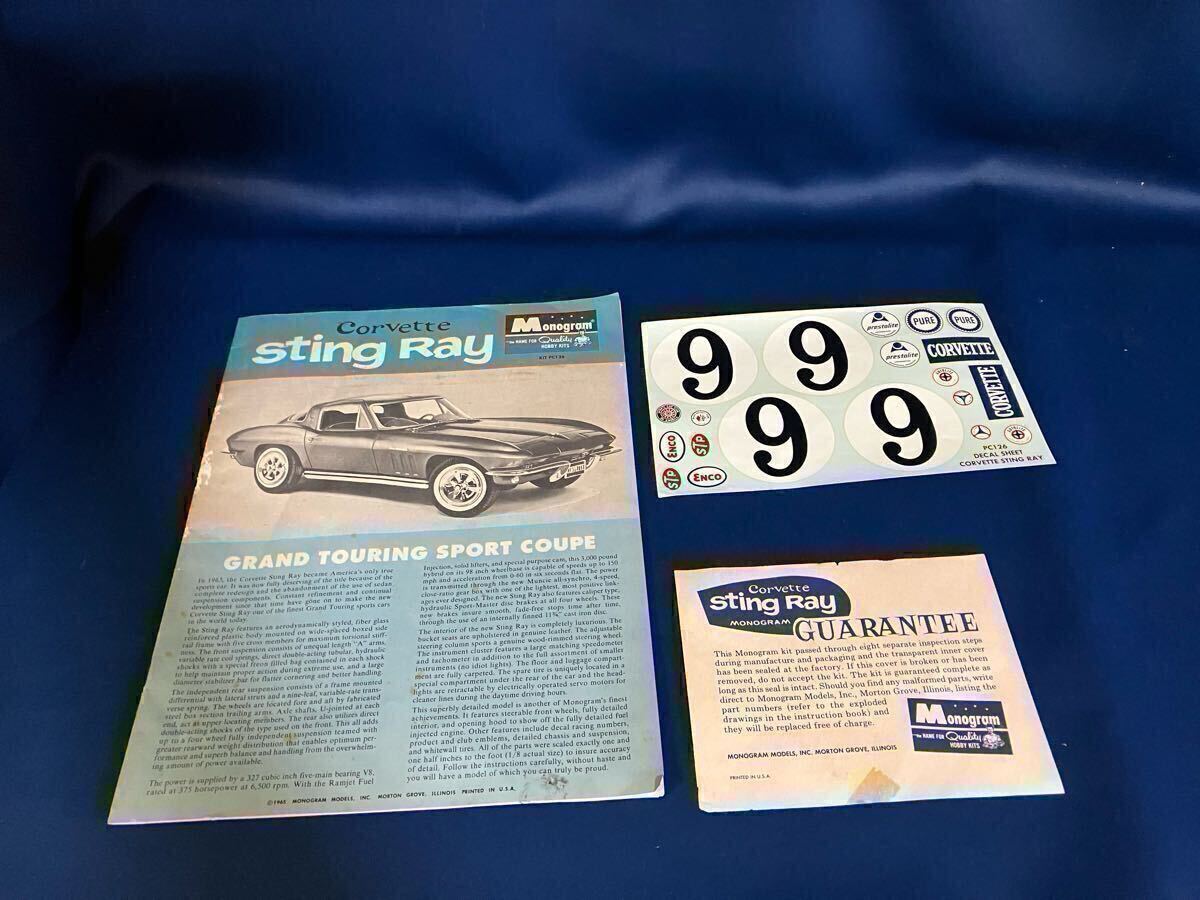 Corvette
Sting Ray
Monogram
"the NAME FOR Quality
HOBBY KITS
KIT PC126
GRAND TOURING SPORT COUPE
In 1963, the Corvette Sting Ray became America's only true
sports car. It was now fully deserving of the title because of the
complete redesign and the abandonment of the use of sedan
suspension components. Constant refinement and continual
development since that time have gone on to make the new
Corvette Sting Ray one of the finest Grand Touring sports cars
in the world today.
The Sting Ray features an aerodynamically styled, fiber glass
reinforced plastic body mounted on wide-spaced boxed side
rail frame with five cross members for maximum torsional stiff-
ness. The front suspension consists of unequal length "A" arms,
variable rate coil springs, direct double-acting tubular, hydraulic
shocks with a special freon filled bag contained in each shock
to help maintain proper action during extreme use, and a large
diameter stabilizer bar for flatter cornering and better handling.
The independent rear suspension consists of a frame mounted
differential with lateral struts and a nine-leaf, variable-rate trans-
verse spring. The wheels are located fore and aft by fabricated
steel box section trailing arms. Axle shafts, U-jointed at each
end, act as upper locating members. The rear also utilizes direct
double-acting shocks of the type used on the front. This all adds
up to a four wheel fully independent suspension teamed with
greater rearward weight distribution that enables optimum per-
formance and superb balance and handling from the overwhelm-
ing amount of power available.
The power is supplied by a 327 cubic inch five-main bearing V8,
rated at 375 horsepower at 6,500 rpm. With the Ramjet Fuel
Injection, solid lifters, and special purpose cam, this 3,000 pound
hybrid on its 98 inch wheelbase is capable of speeds up to 150
mph and acceleration from 0-60 in six seconds flat. The power
is transmitted through the new Muncie all-synchro, 4-speed,
close-ratio gear box with one of the lightest, most positive link-
ages ever designed. The new Sting Ray also features caliper type,
hydraulic Sport-Master disc brakes at all four wheels. These
new brakes insure smooth, fade-free stops time after time,
through the use of an internally finned 11¾" cast iron disc.
The interior of the new Sting Ray is completely luxurious. The
bucket seats are upholstered in genuine leather. The adjustable
steering column sports a genuine wood-rimmed steering wheel.
The instrument cluster features a large matching speedometer
and tachometer in addition to the full assortment of smaller
instruments (no idiot lights). The floor and luggage compart-
ment are fully carpeted. The spare tire is uniquely located in a
special compartment under the rear of the car and the head-
lights are retractable by electrically operated servo motors for
cleaner lines during the daytime driving hours.
This superbly detailed model is another of Monogram's finest
achievements. It features steerable front wheels, fully detailed
interior, and opening hood to show off the fully detailed fuel
injected engine. Other features include decal racing numbers,
product and club emblems, detailed chassis and suspension,
and whitewall tires. All of the parts were scaled exactly one and
one half inches to the foot (1/8 actual size) to insure accuracy
of detail. Follow the instructions carefully, without haste and
you will have a model of which you can truly be proud.
©1965 MONOGRAM MODELS, INC. MORTON GROVE, ILLINOIS PRINTED IN U.S.A.
9
9
9
9
prestolite
PURE
PURE
prestolite
CORVETTE
CORVETTE
ENCO
STP
STP
ENCO
PC126
DECAL SHEET
CORVETTE STING RAY
Corvette
Sting Ray
MONOGRAM
GUARANTEE
This Monogram kit passed through eight separate inspection steps
during manufacture and packaging and the transparent inner cover
has been sealed at the factory. If this cover is broken or has been
removed, do not accept the kit. The kit is guaranteed complete as
long as this seal is intact. Should you find any malformed parts, write
direct to Monogram Models, Inc., Morton Grove, Illinois, listing the
part numbers (refer to the exploded
drawings in the instruction book) and
they will be replaced free of charge.
Monogram
"the NAME FOR Quality
HOBBY KITS
MONOGRAM MODELS, INC. MORTON GROVE, ILLINOIS
PRINTED IN U.S.A.